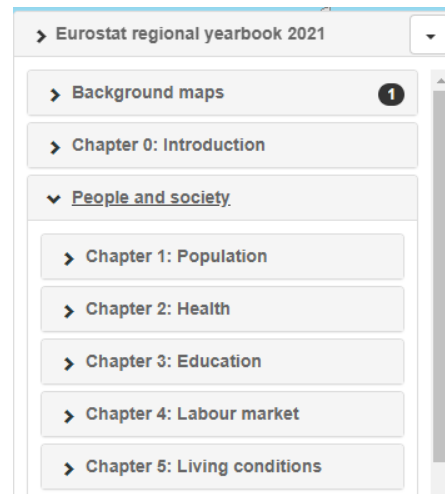 Eurostat regional yearbook 2021
Background maps 1
Chapter 0: Introduction
People and society
Chapter 1: Population
Chapter 2: Health
Chapter 3: Education
Chapter 4: Labour market
Chapter 5: Living conditions